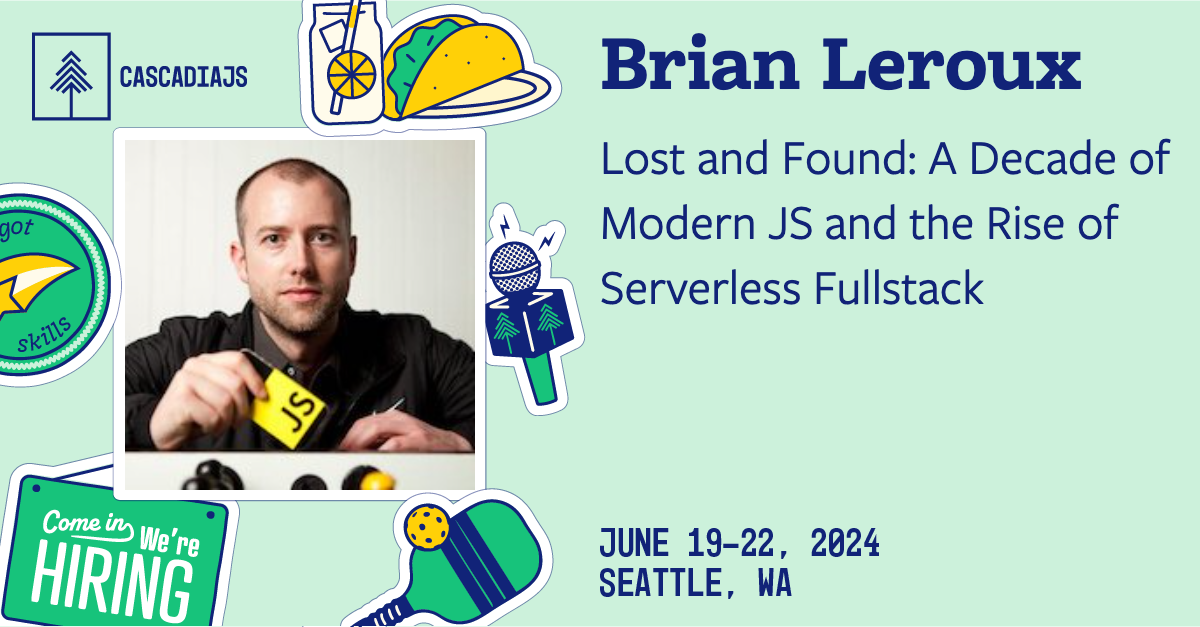 CASCADIAJS
Brian Leroux
Lost and Found: A Decade of
Modern JS and the Rise of
Serverless Fullstack
got
skills
JS
Come in
We're
HIRING
JUNE 19–22, 2024
SEATTLE, WA